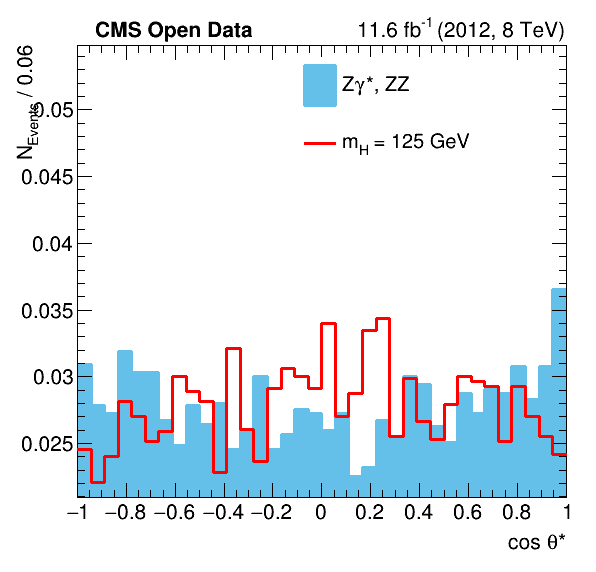 CMS Open Data 11.6 fb-1 (2012, 8 TeV)
NEvents / 0.06
Zγ*, ZZ
mH = 125 GeV
0.05
0.045
0.04
0.035
0.03
0.025
−1 −0.8 −0.6 −0.4 −0.2 0 0.2 0.4 0.6 0.8 1
cos θ*